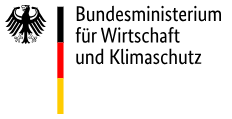 Bundesministerium
für Wirtschaft
und Klimaschutz